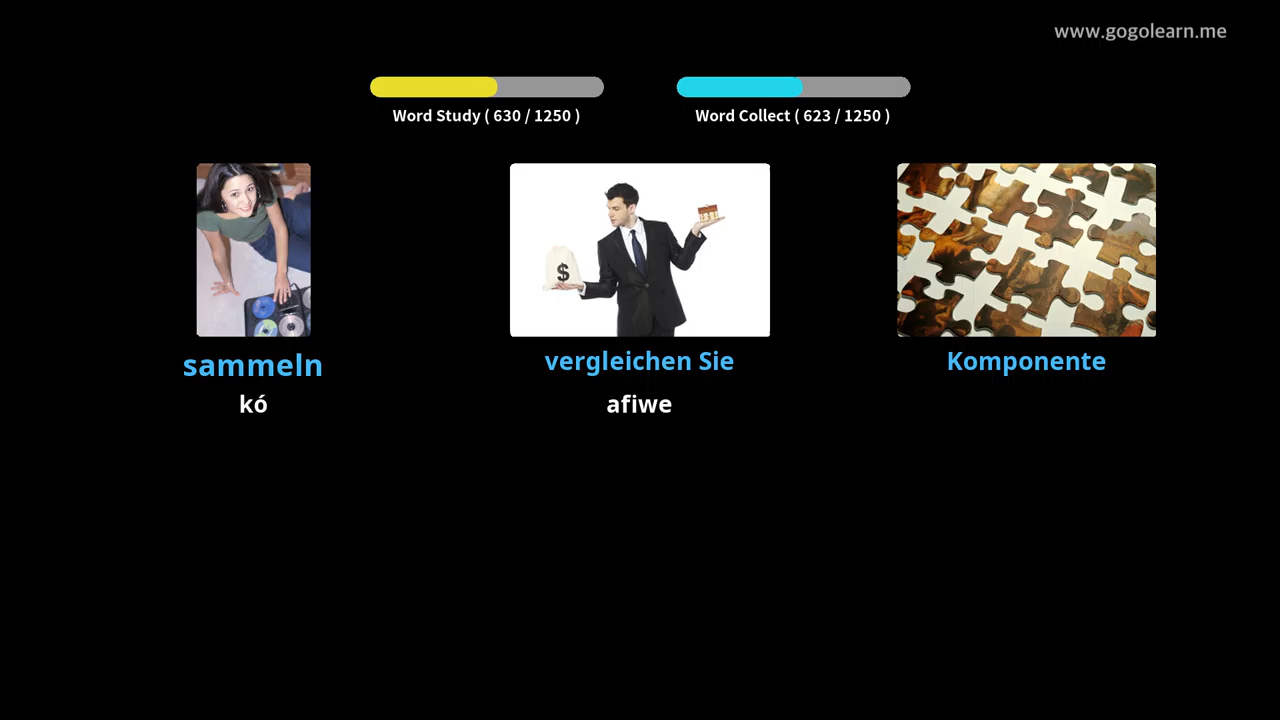 www.gogolearn.me
Word Study ( 630 / 1250 )
Word Collect ( 623 / 1250 )
$
sammeln
vergleichen Sie
Komponente
kó
afiwe